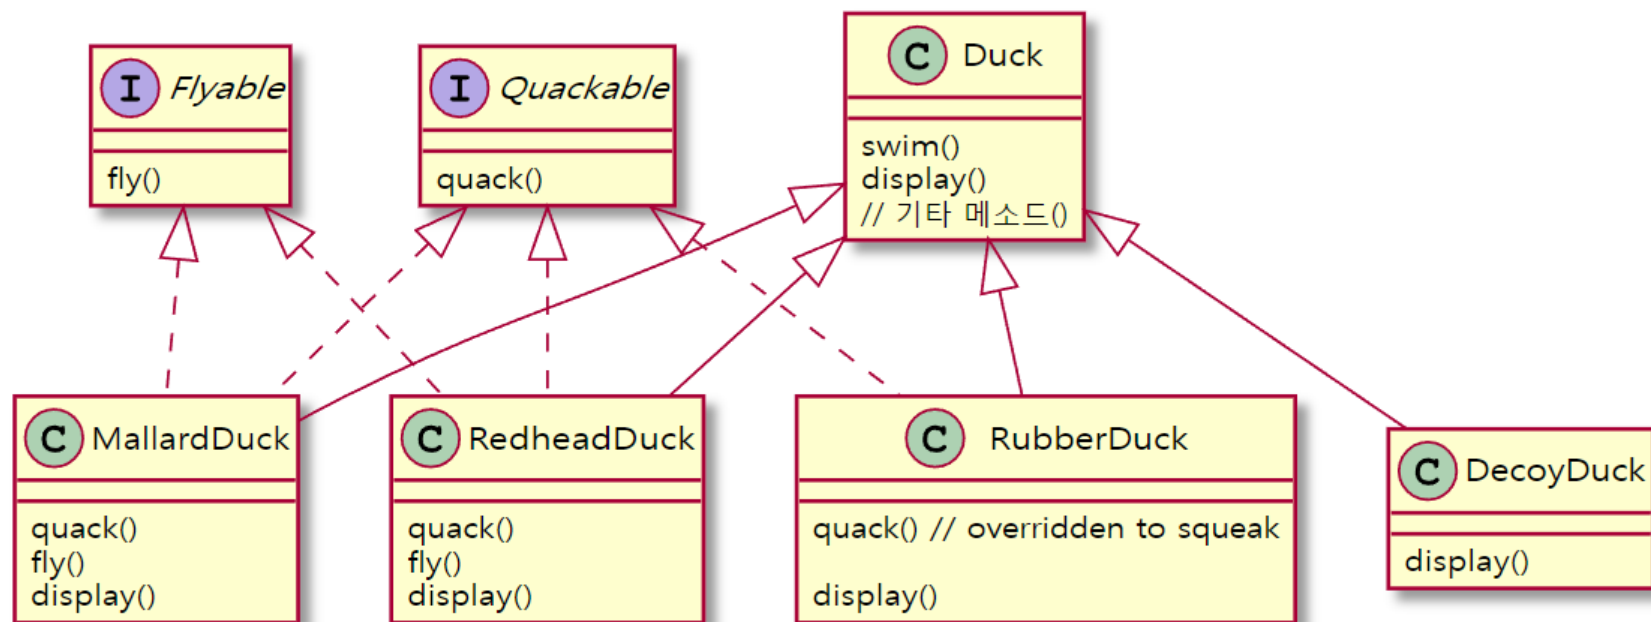 I Flyable
fly()
I Quackable
quack()
C Duck
swim()
display()
// 기타 메소드()
C MallardDuck
quack()
fly()
display()
C RedheadDuck
quack()
fly()
display()
C RubberDuck
quack() // overridden to squeak
display()
C DecoyDuck
display()